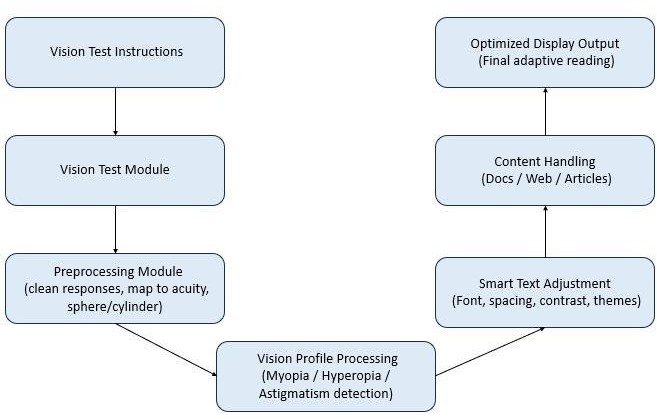 Vision Test Instructions
Vision Test Module
Preprocessing Module
(clean responses, map to acuity,
sphere/cylinder)
Vision Profile Processing
(Myopia / Hyperopia /
Astigmatism detection)
Smart Text Adjustment
(Font, spacing, contrast, themes)
Content Handling
(Docs / Web / Articles)
Optimized Display Output
(Final adaptive reading)